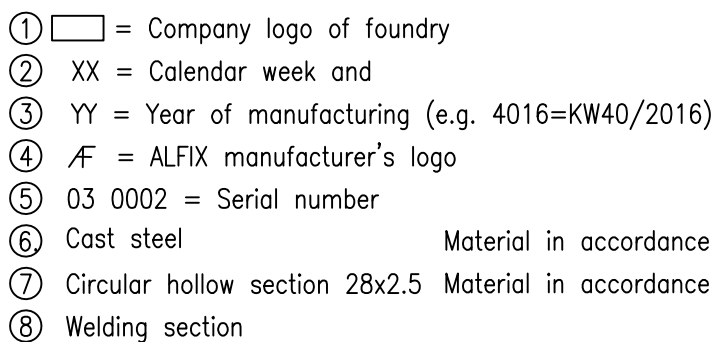 ① = Company logo of foundry
② XX = Calendar week and
③ YY = Year of manufacturing (e.g. 4016=KW40/2016)
④ AF = ALFIX manufacturer's logo
⑤ 03 0002 = Serial number
⑥. Cast steel Material in accordance
⑦ Circular hollow section 28x2.5 Material in accordance
⑧ Welding section